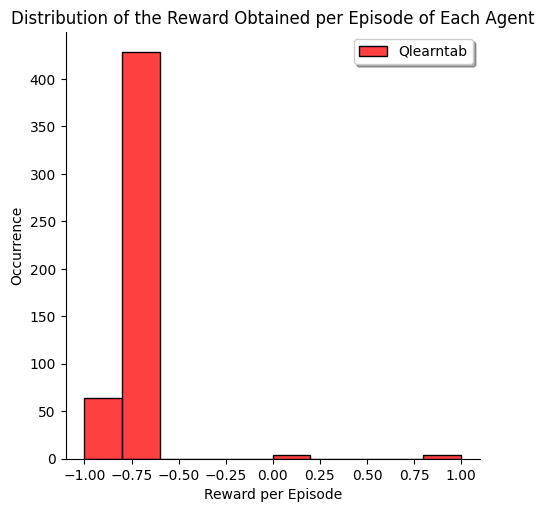 Distribution of the Reward Obtained per Episode of Each Agent
Qlearntab
Occurrence
400
350
300
250
200
150
100
50
0
−1.00 −0.75 −0.50 −0.25 0.00 0.25 0.50 0.75 1.00
Reward per Episode